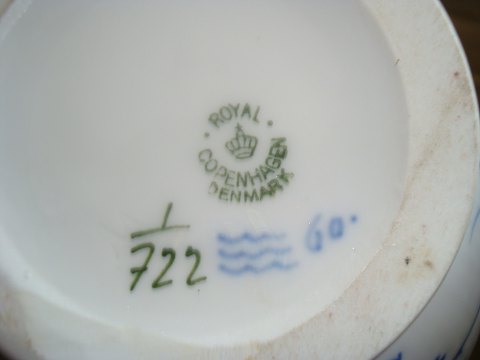 ROYAL
COPENHAGEN
DENMARK
1
722
60.